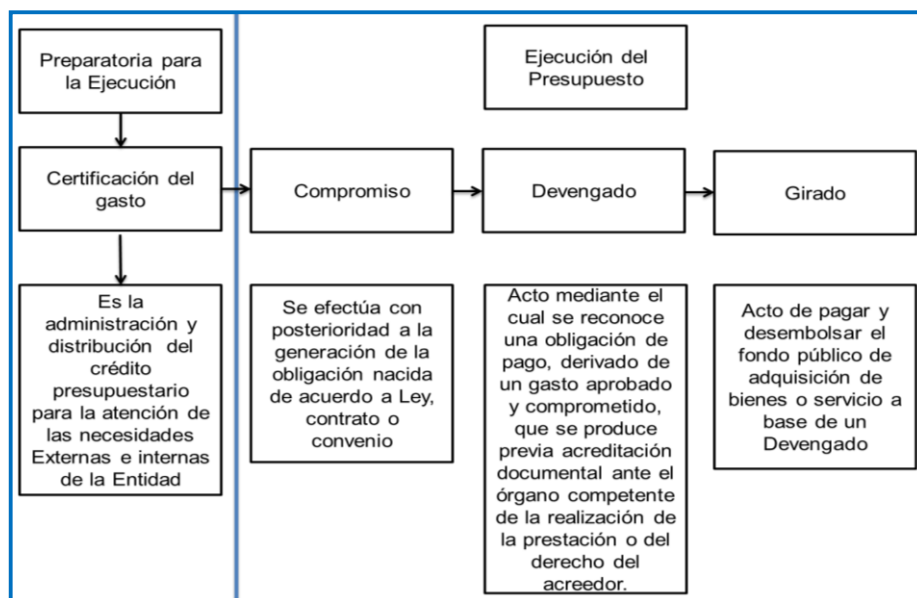 Preparatoria para
la Ejecución
Ejecución del
Presupuesto
Certificación del
gasto
Compromiso
Devengado
Girado
Es la
administración y
distribución del
crédito
presupuestario
para la atención de
las necesidades
Externas e internas
de la Entidad
Se efectúa con
posterioridad a la
generación de la
obligación nacida
de acuerdo a Ley,
contrato o
convenio
Acto mediante el
cual se reconoce
una obligación de
pago, derivado de
un gasto aprobado
y comprometido,
que se produce
previa acreditación
documental ante el
órgano competente
de la realización de
la prestación o del
derecho del
acreedor.
Acto de pagar y
desembolsar el
fondo público de
adquisición de
bienes o servicio a
base de un
Devengado